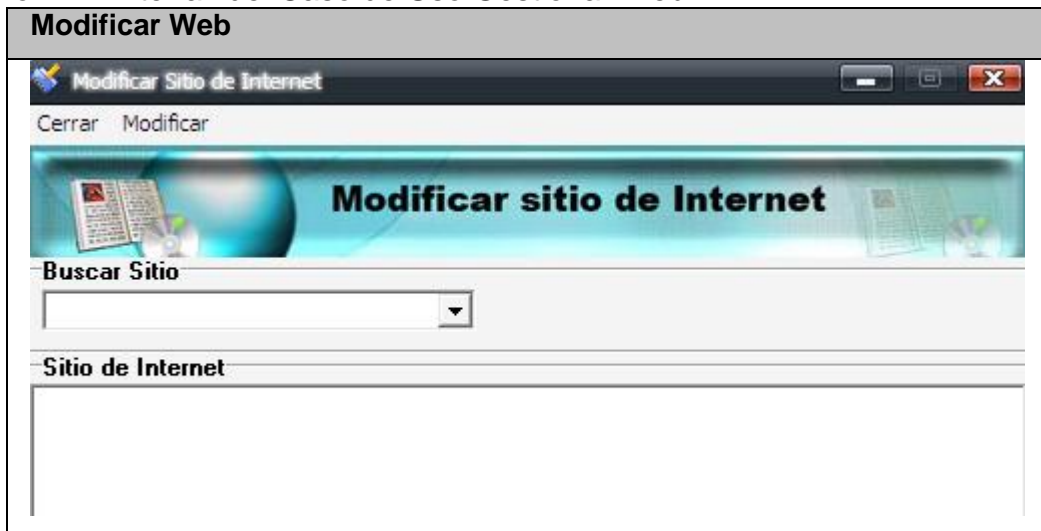 Modificar Web
Modificar Sitio de Internet
Cerrar Modificar
Modificar sitio de Internet
Buscar Sitio
Sitio de Internet